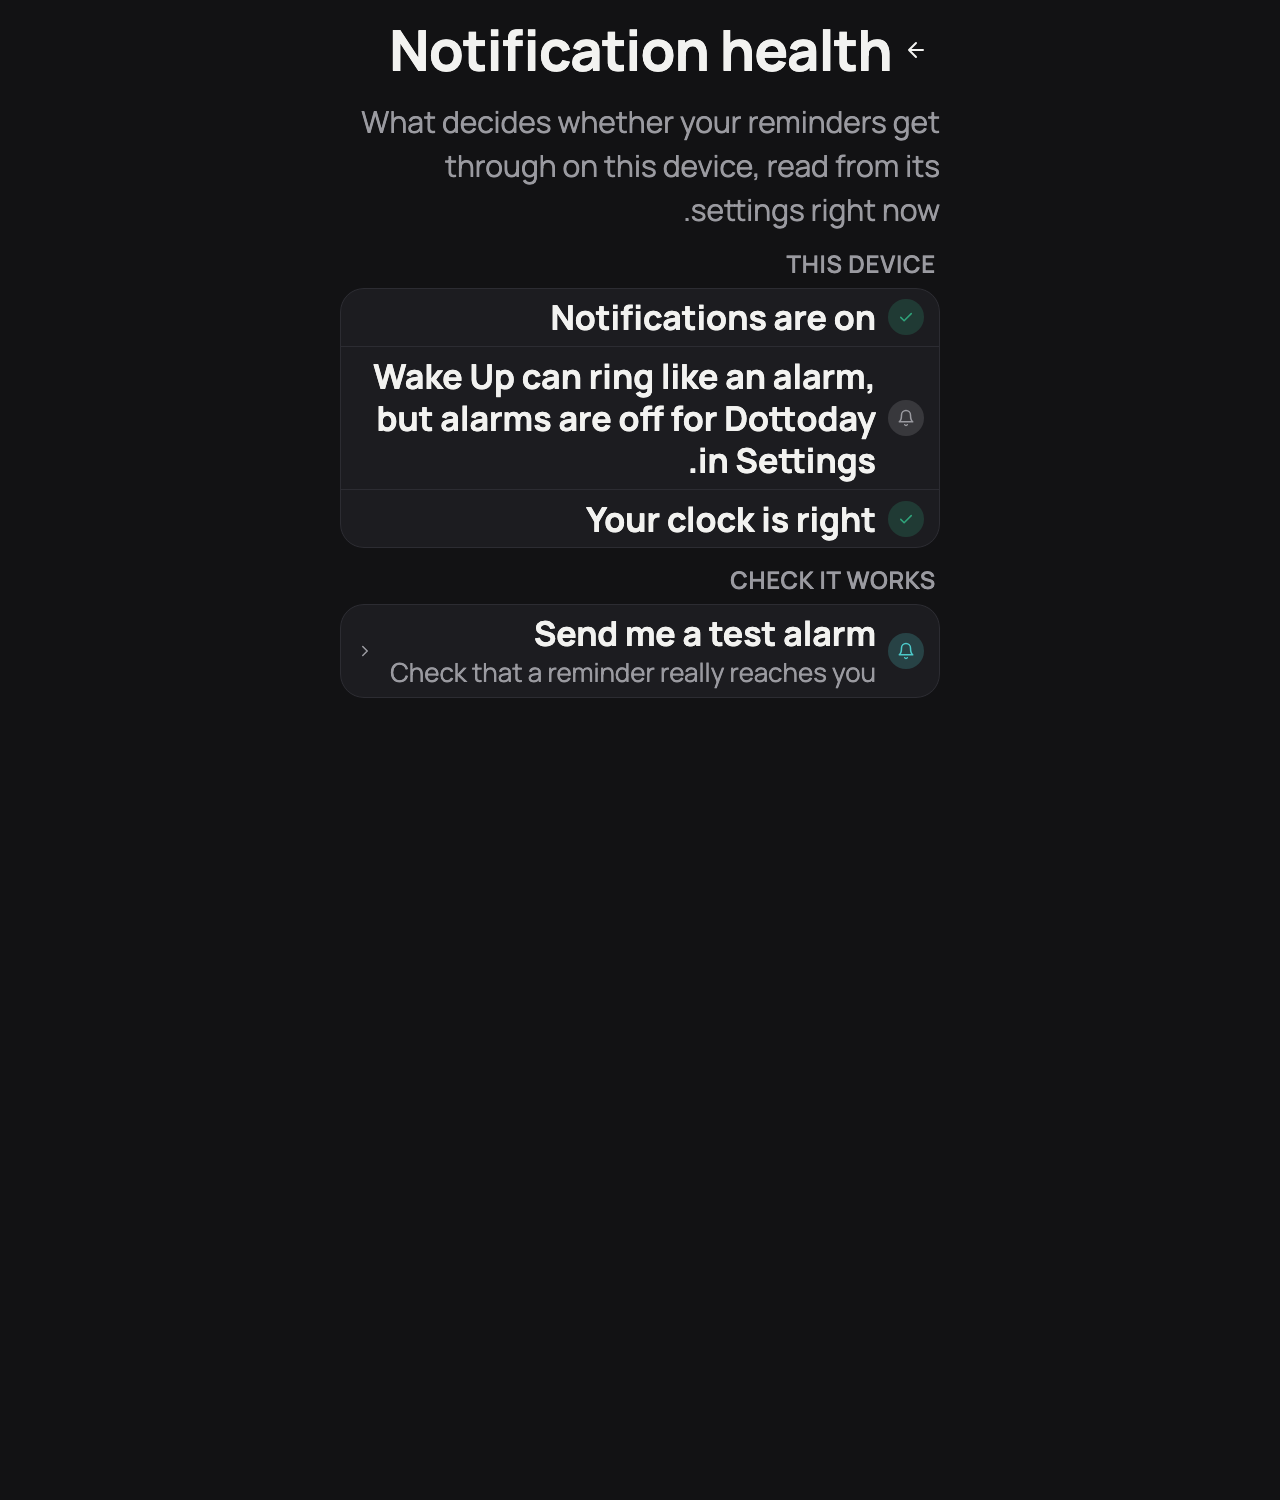 Notification health
What decides whether your reminders get
through on this device, read from its
.settings right now
THIS DEVICE
Notifications are on
Wake Up can ring like an alarm,
but alarms are off for Dottoday
.in Settings
Your clock is right
CHECK IT WORKS
Send me a test alarm
Check that a reminder really reaches you